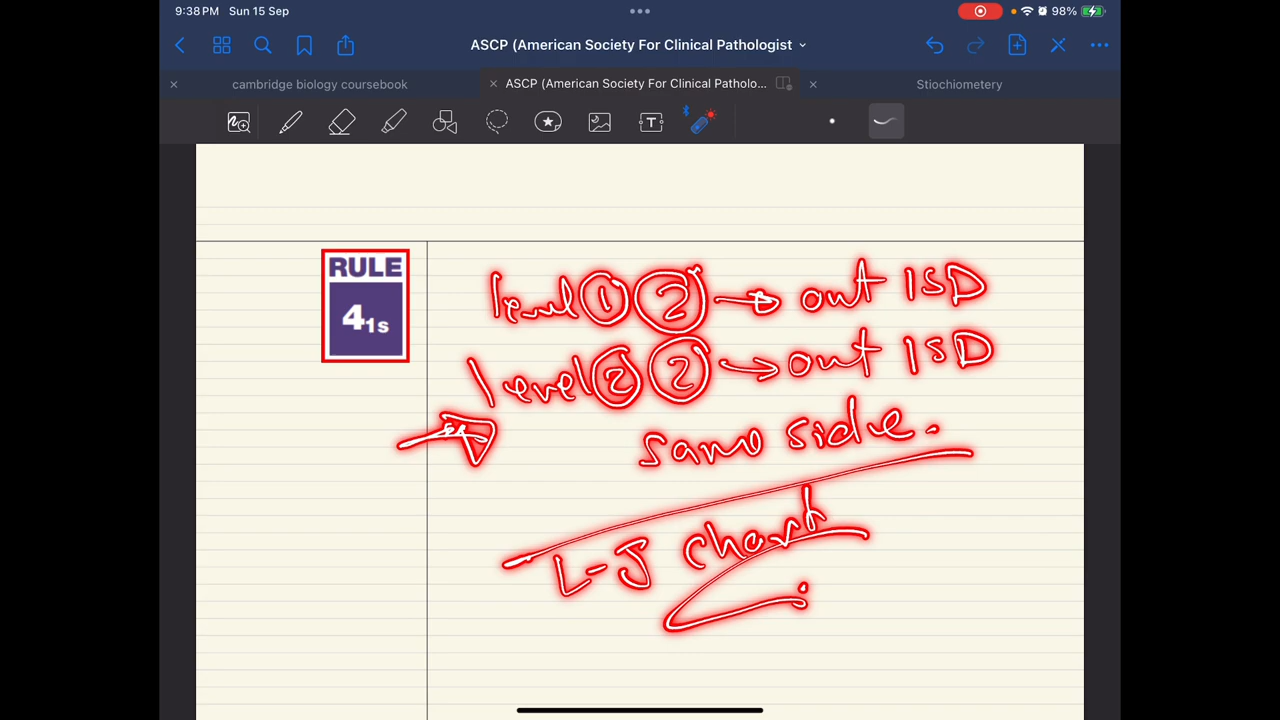 9:38 PM Sun 15 Sep 98%
ASCP (American Society For Clinical Pathologist
cambridge biology coursebook ASCP (American Society For Clinical Patholo... Stiochiometery
RULE
4 1s
level 1 2 → out 1SD
level 2 2 → out 1SD
same side.
L-J chart